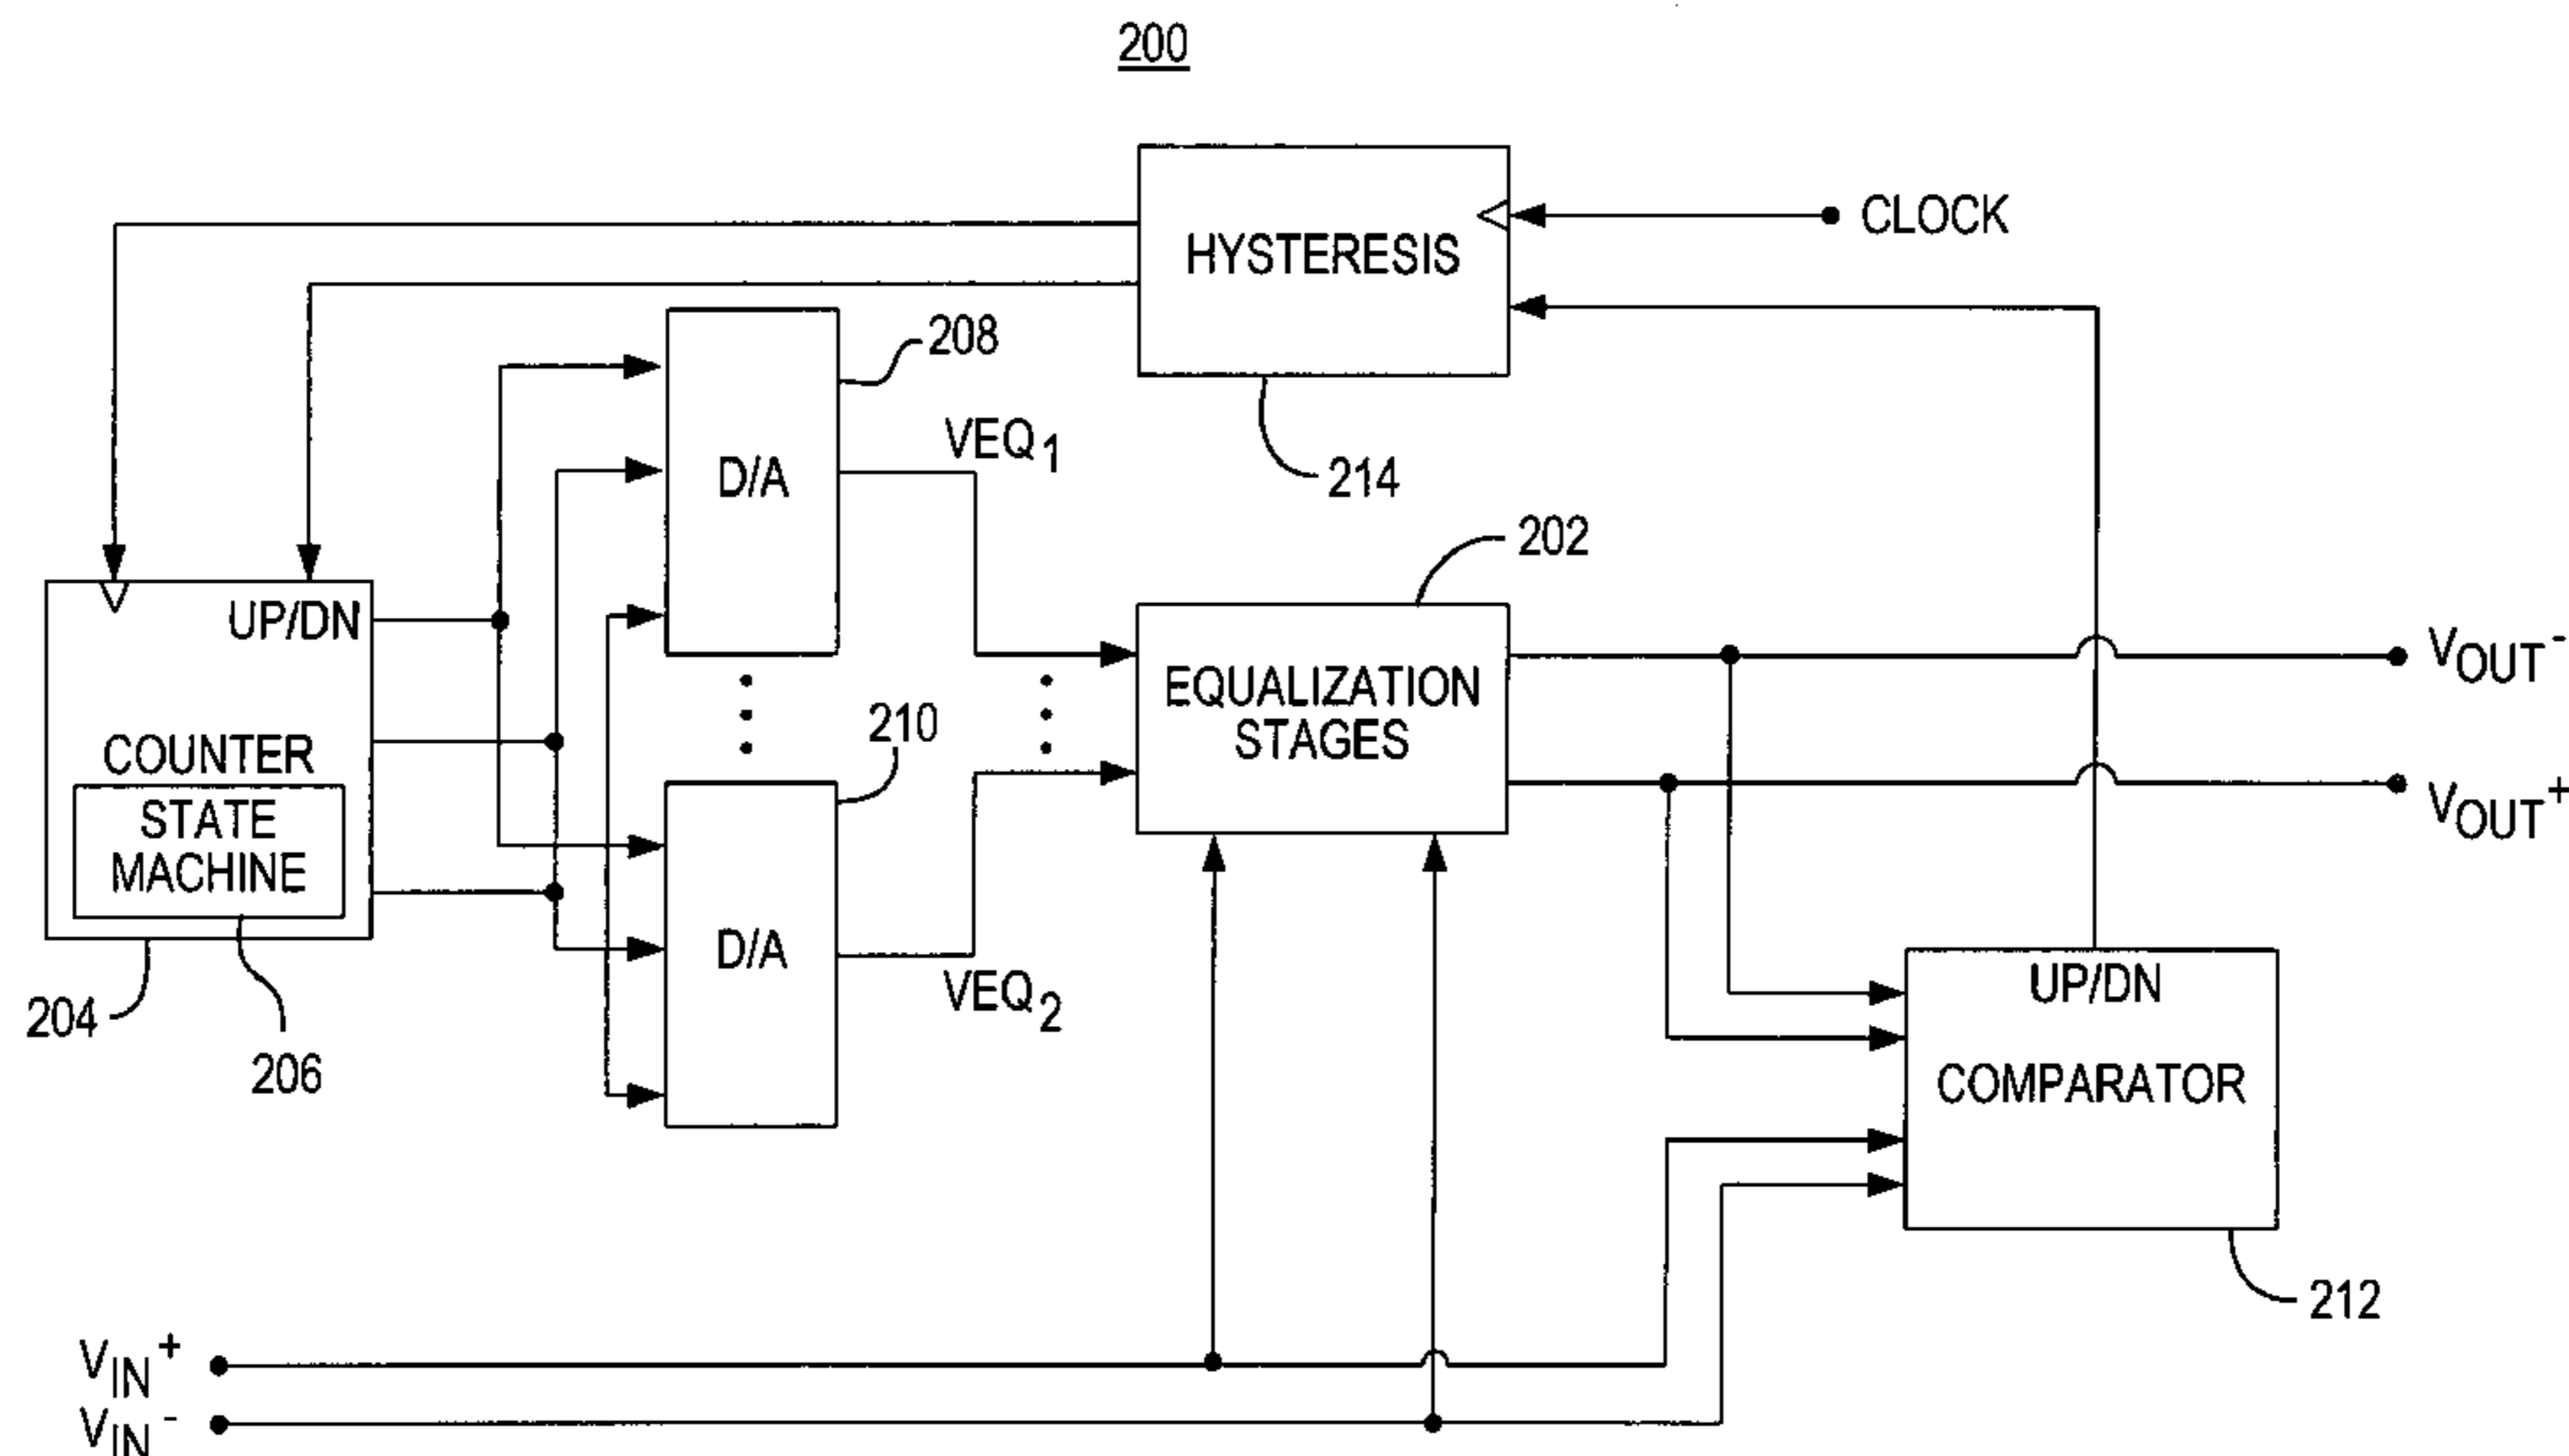 200
HYSTERESIS
CLOCK
208
VEQ1
D/A
214
202
UP/DN
EQUALIZATION
STAGES
VOUT-
VOUT+
COUNTER
STATE
MACHINE
210
D/A
VEQ2
204
206
UP/DN
COMPARATOR
212
VIN+
VIN-